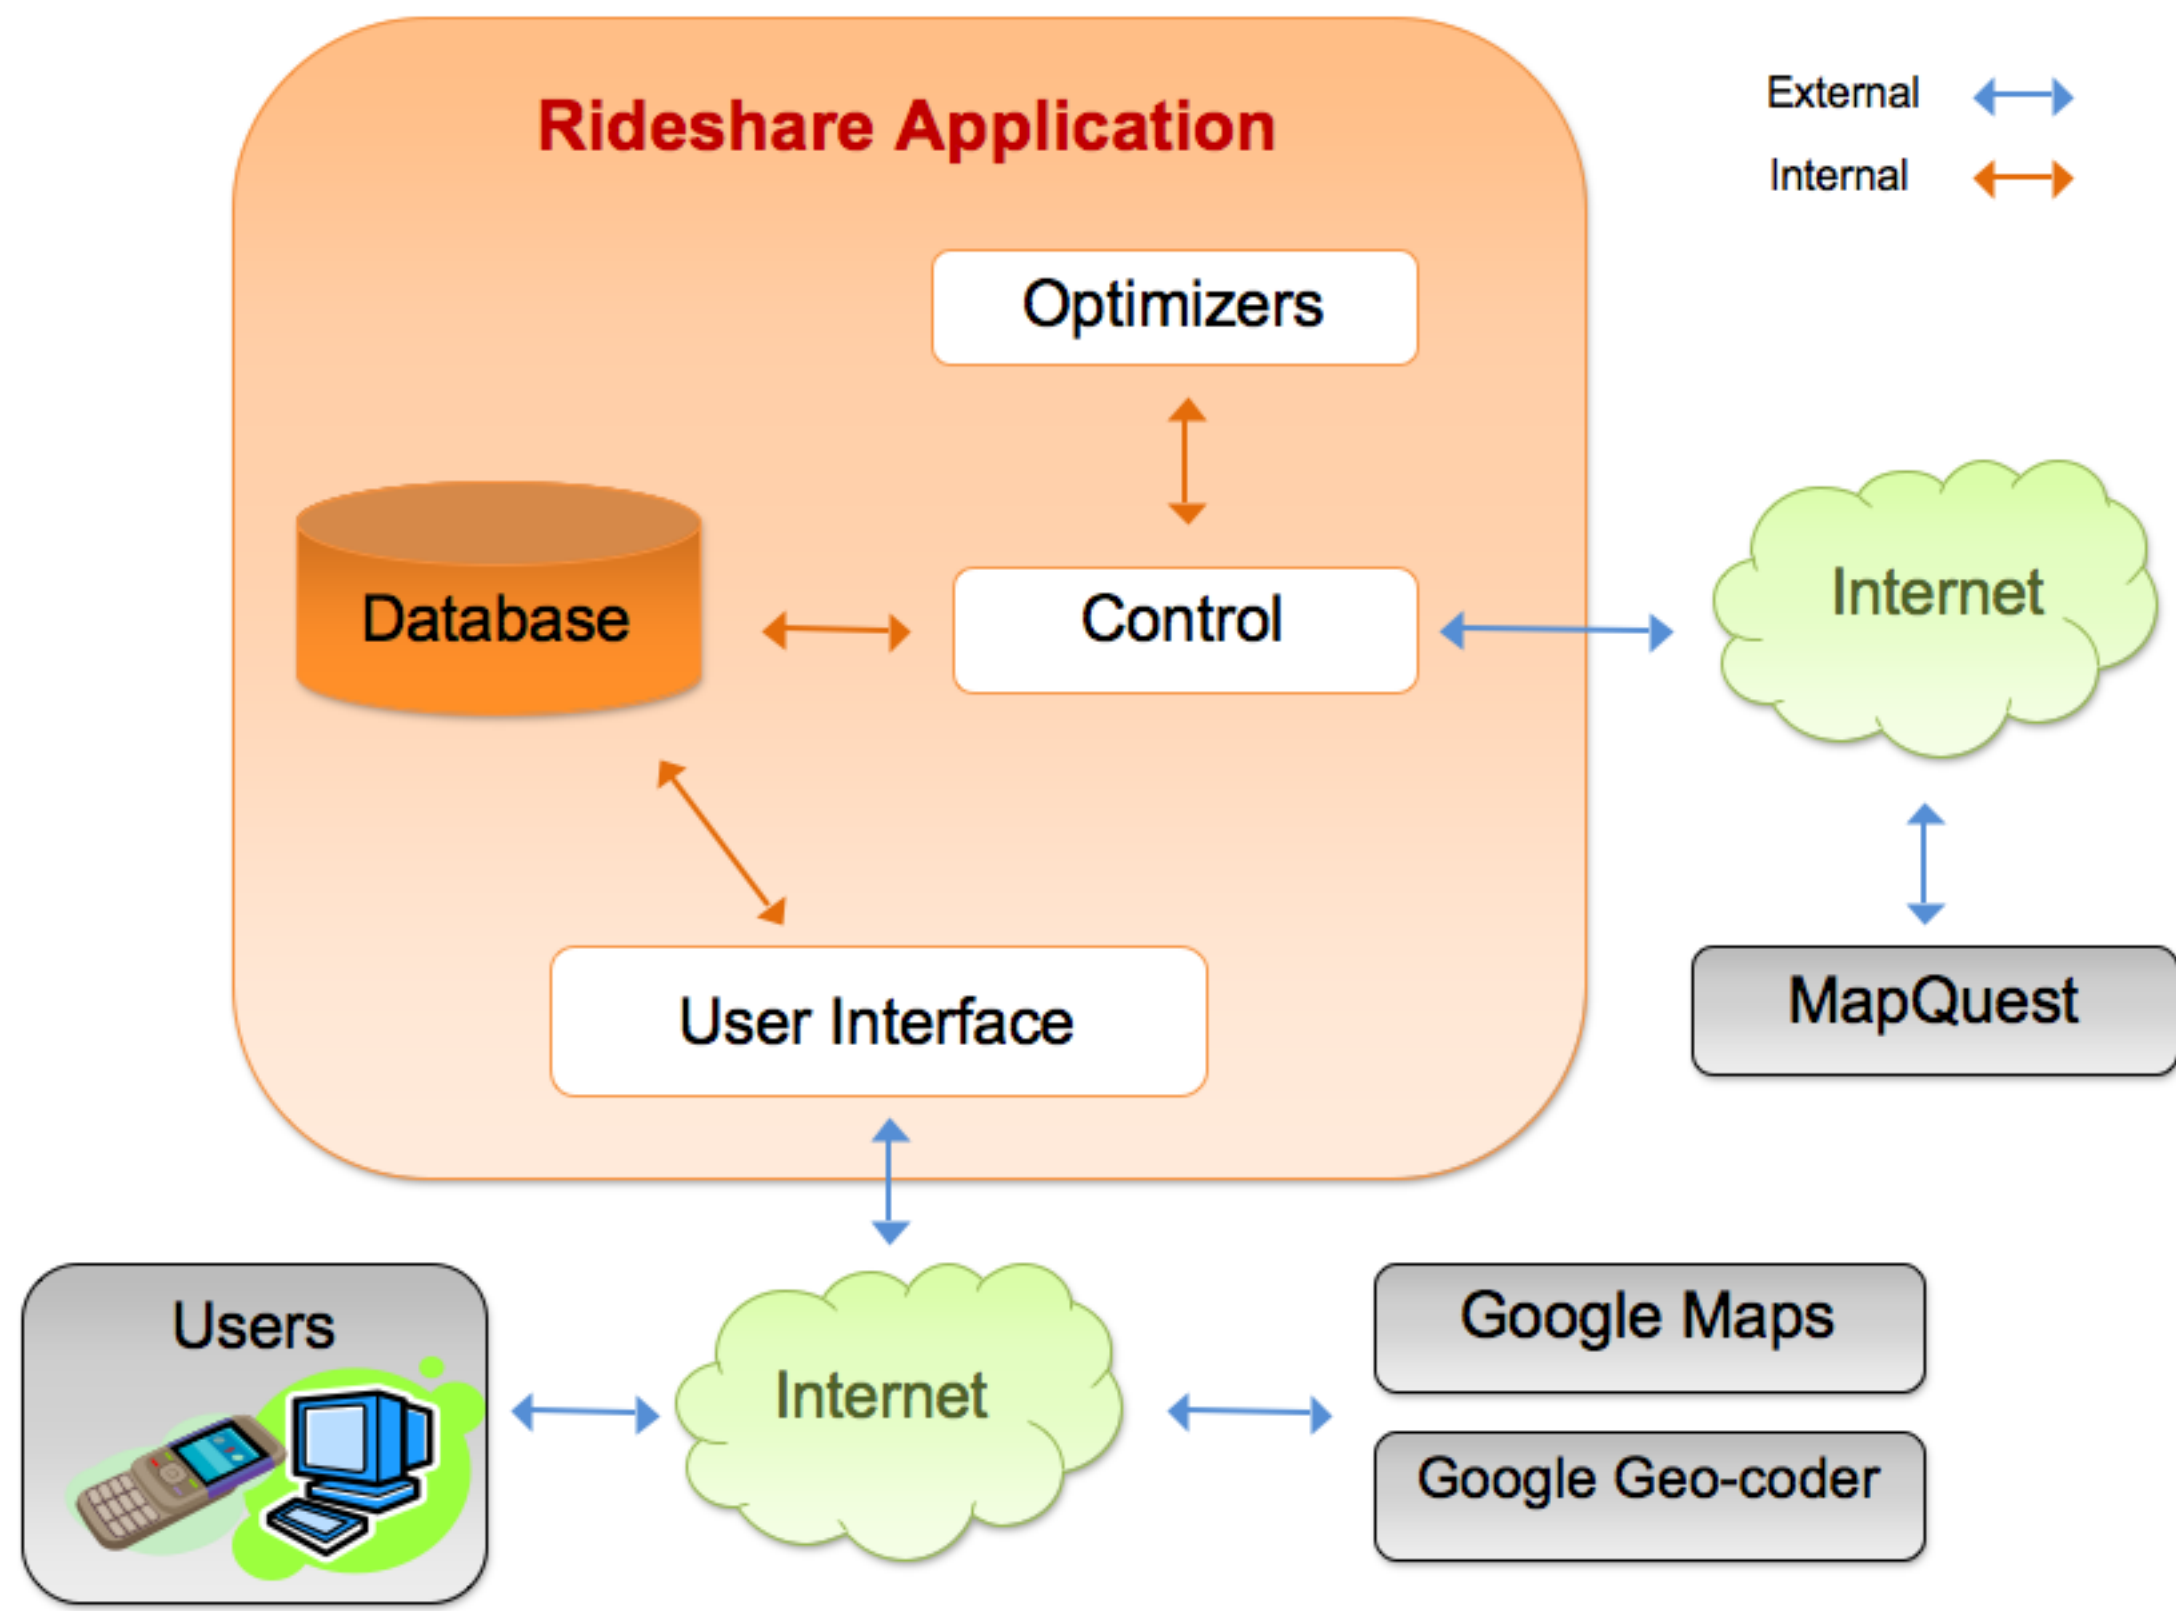 Rideshare Application
External
Internal
Optimizers
Database
Control
Internet
User Interface
MapQuest
Users
Internet
Google Maps
Google Geo-coder